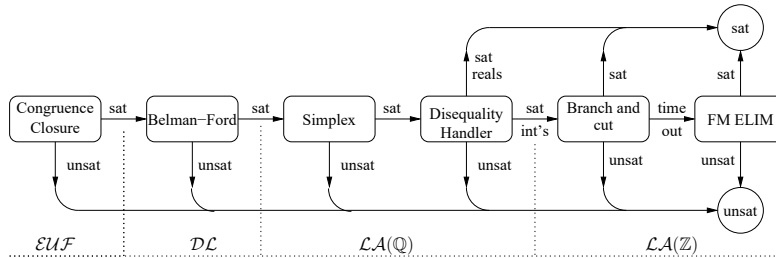 sat
sat
reals
sat
sat
Congruence
Closure
sat
Belman−Ford
sat
Simplex
sat
Disequality
Handler
sat
int's
Branch and
cut
time
out
FM ELIM
unsat
unsat
unsat
unsat
unsat
unsat
unsat
ℰ𝒰ℱ
𝒟ℒ
ℒ𝒜(ℚ)
ℒ𝒜(ℤ)